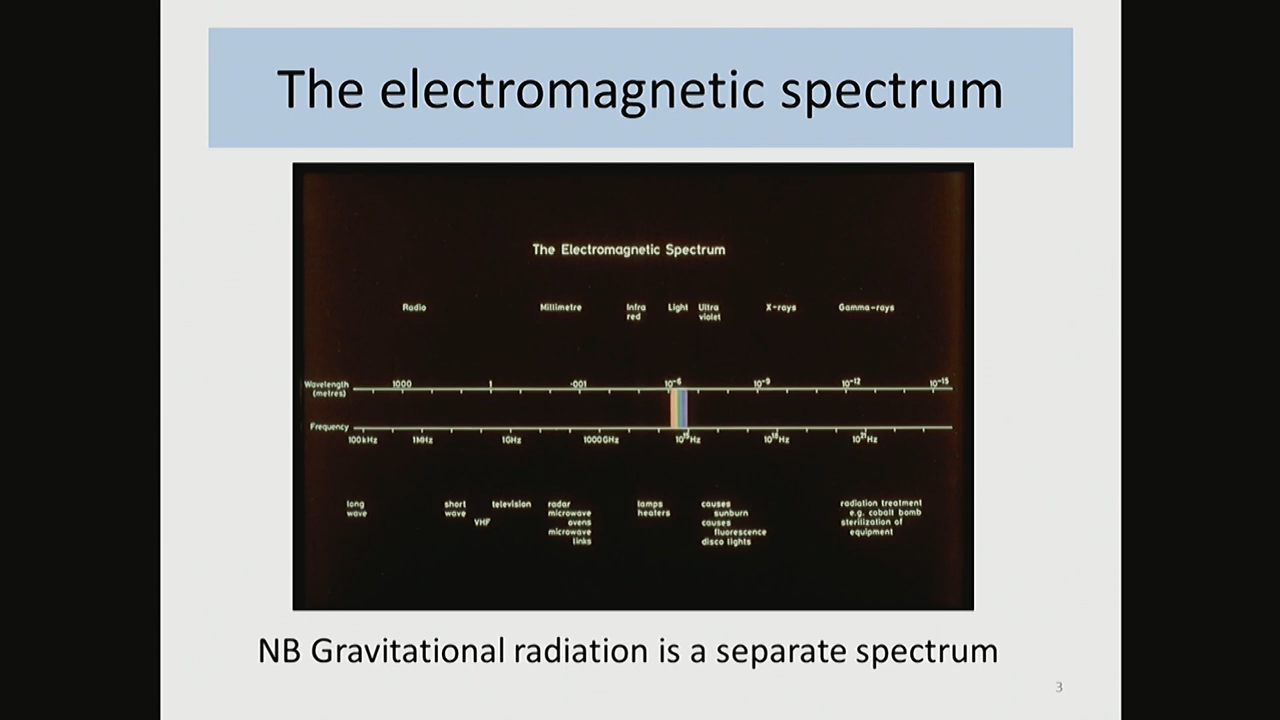 The electromagnetic spectrum
The Electromagnetic Spectrum
Radio Millimetre Infra Light Ultra X-rays Gamma-rays
red violet
Wavelength 1000 1 ·001 10⁻⁶ 10⁻⁹ 10⁻¹² 10⁻¹⁵
(metres)
Frequency
100kHz 1MHz 1GHz 1000GHz 10¹⁵Hz 10¹⁸Hz 10²¹Hz
long short television radar lamps causes radiation treatment
wave wave microwave heaters sunburn e.g. cobalt bomb
VHF ovens causes sterilization of
microwave fluorescence equipment
links disco lights
NB Gravitational radiation is a separate spectrum
3